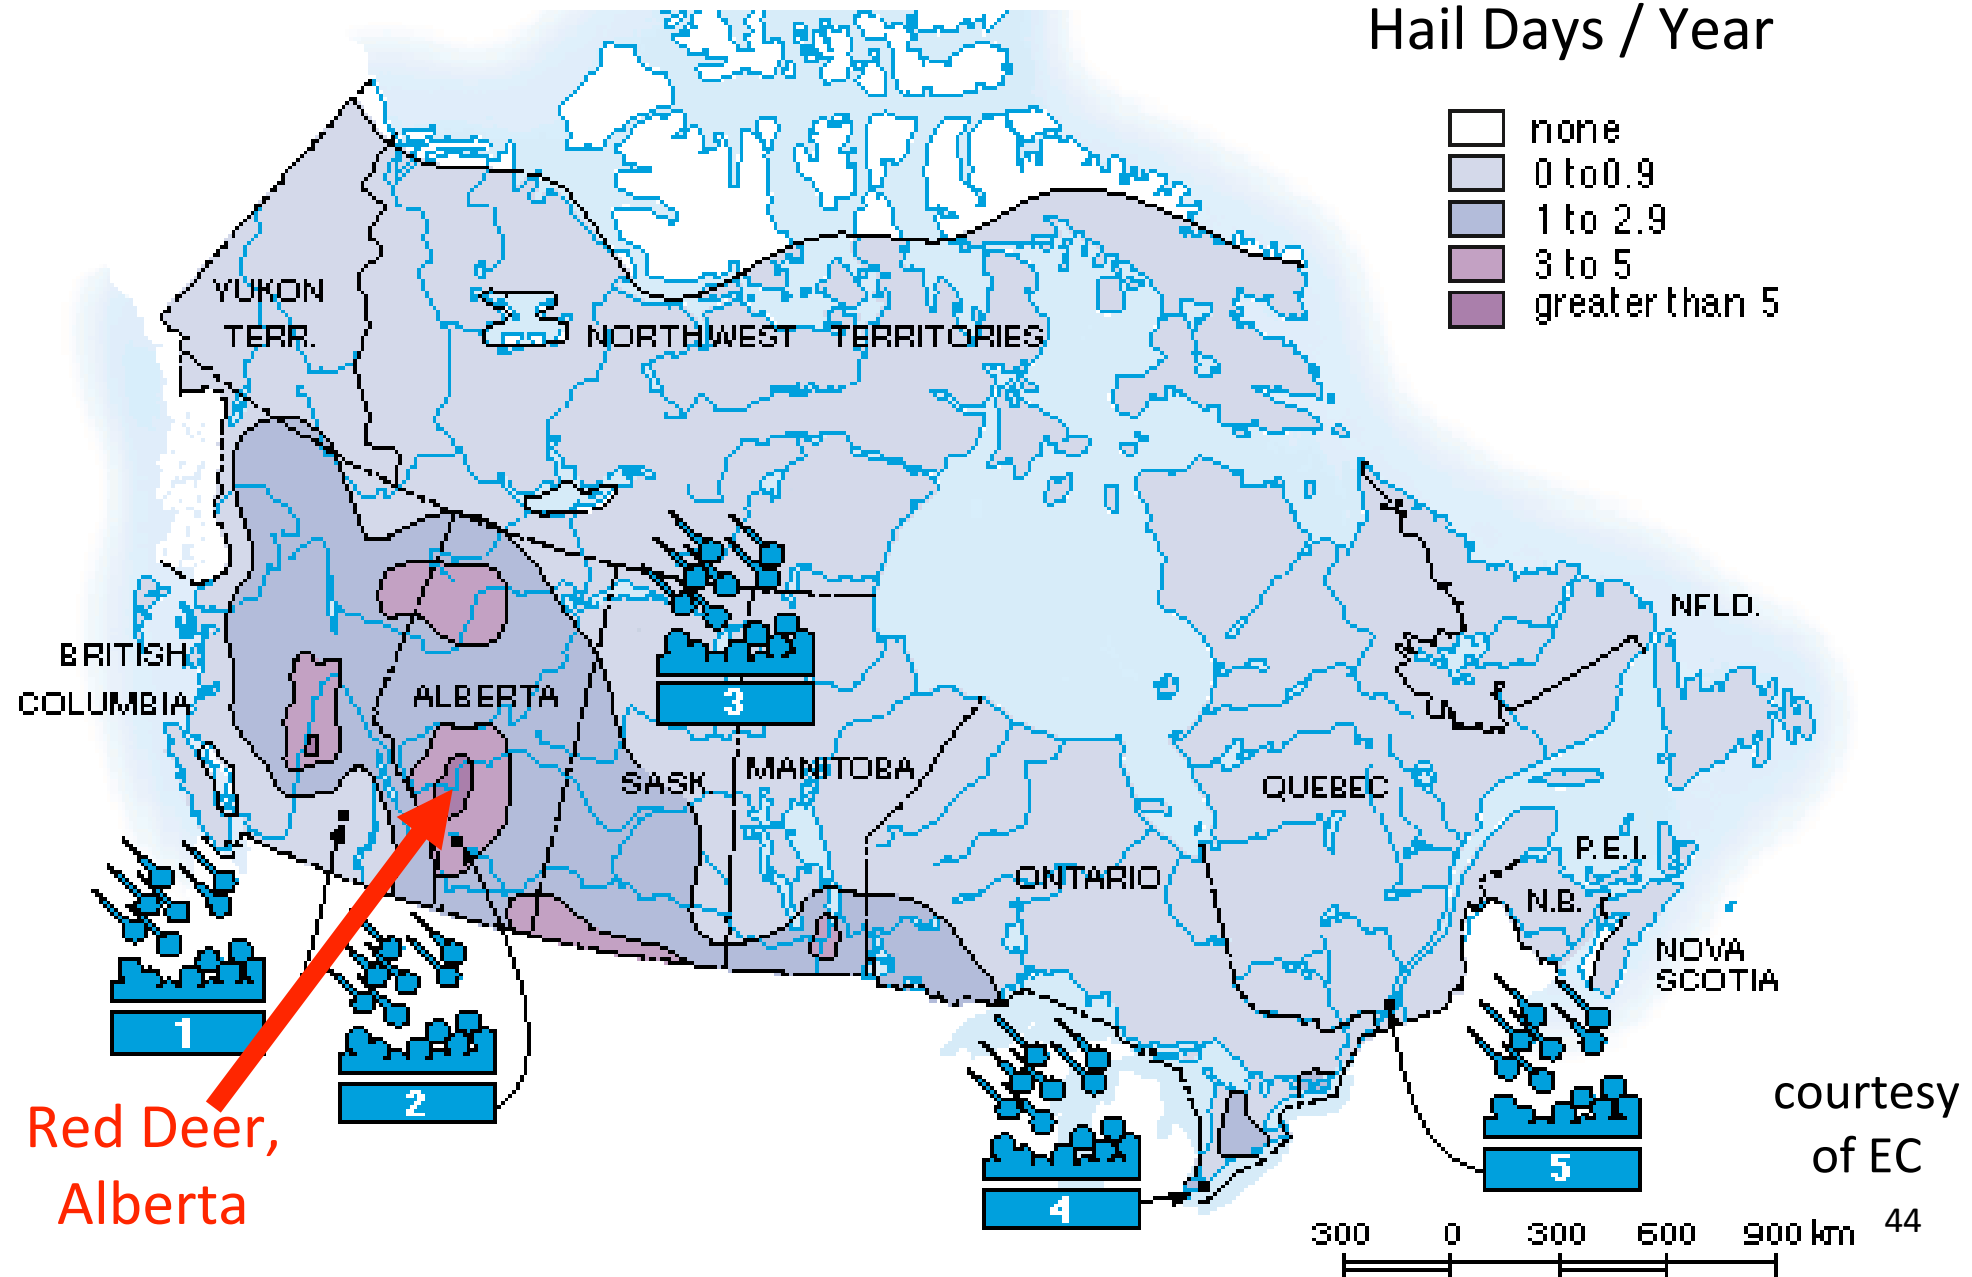 Hail Days / Year
none
0 to 0.9
1 to 2.9
3 to 5
greater than 5
YUKON
TERR.
NORTHWEST TERRITORIES
BRITISH
COLUMBIA
ALBERTA
SASK
MANITOBA
ONTARIO
QUEBEC
NFLD.
P.E.I.
N.B.
NOVA
SCOTIA
1
2
3
4
5
Red Deer,
Alberta
courtesy
of EC
44
300 0 300 600 900 km